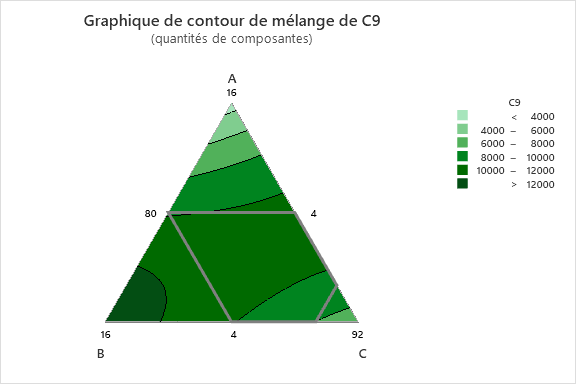 Graphique de contour de mélange de C9
(quantités de composantes)
A
16
C9
< 4000
4000 – 6000
6000 – 8000
8000 – 10000
10000 – 12000
> 12000
80
4
16
4
92
B
C